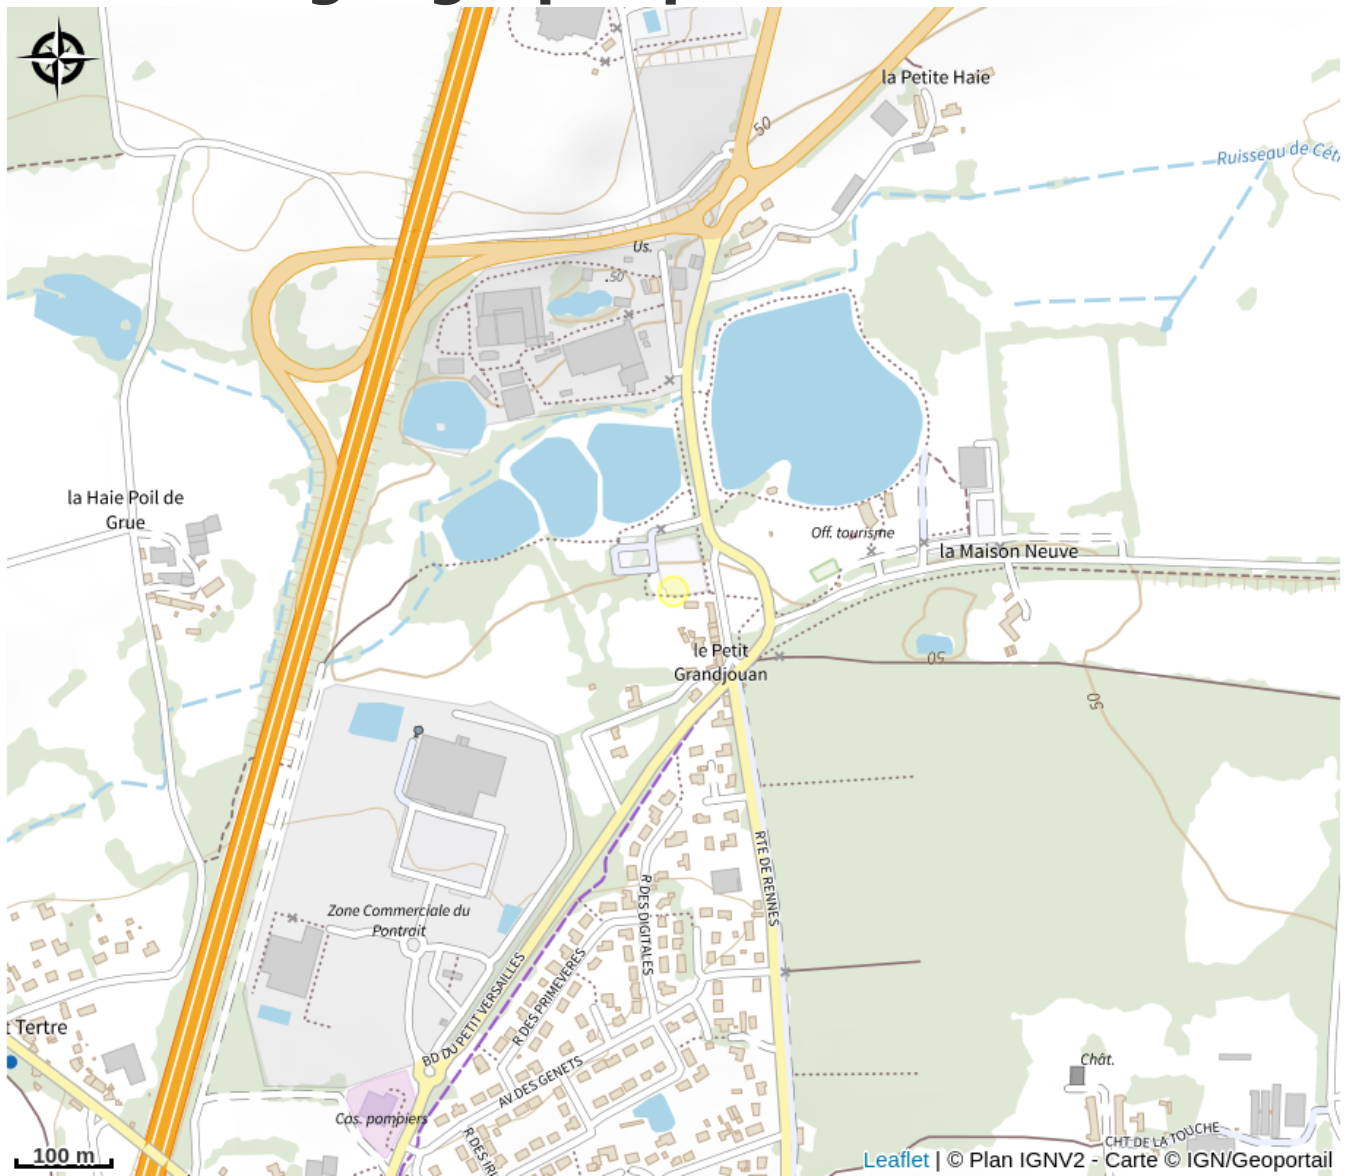 la Petite Haie
50
Ruisseau de Cét
Us.
.50
la Haie Poil de
Grue
Off. tourisme
la Maison Neuve
le Petit
Grandjouan
50
50
RTE DE RENNES
R DES DIGITALES
Zone Commerciale du
Pontrait
R DES PRIMEVERES
BD DU PETIT VERSAILLES
t Tertre
AV.DES GENETS
Chât.
Cas. pompiers
R DES IRI
CHT DE LA TOUCHE
100 m
Leaflet | © Plan IGNV2 - Carte © IGN/Geoportail